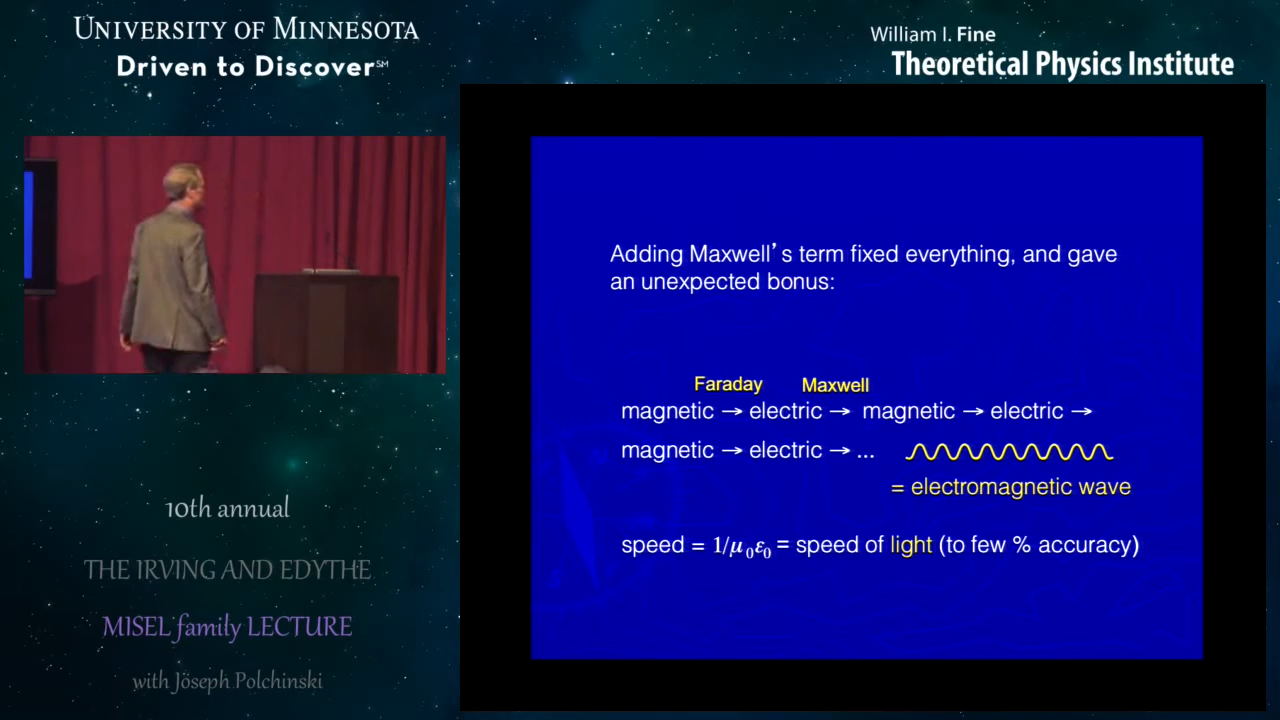 UNIVERSITY OF MINNESOTA
Driven to Discover℠
William I. Fine
Theoretical Physics Institute
Adding Maxwell's term fixed everything, and gave
an unexpected bonus:
Faraday Maxwell
magnetic → electric → magnetic → electric →
magnetic → electric → ...
= electromagnetic wave
speed = 1/μ₀ε₀ = speed of light (to few % accuracy)
10th annual
THE IRVING AND EDYTHE
MISEL family LECTURE
with Joseph Polchinski